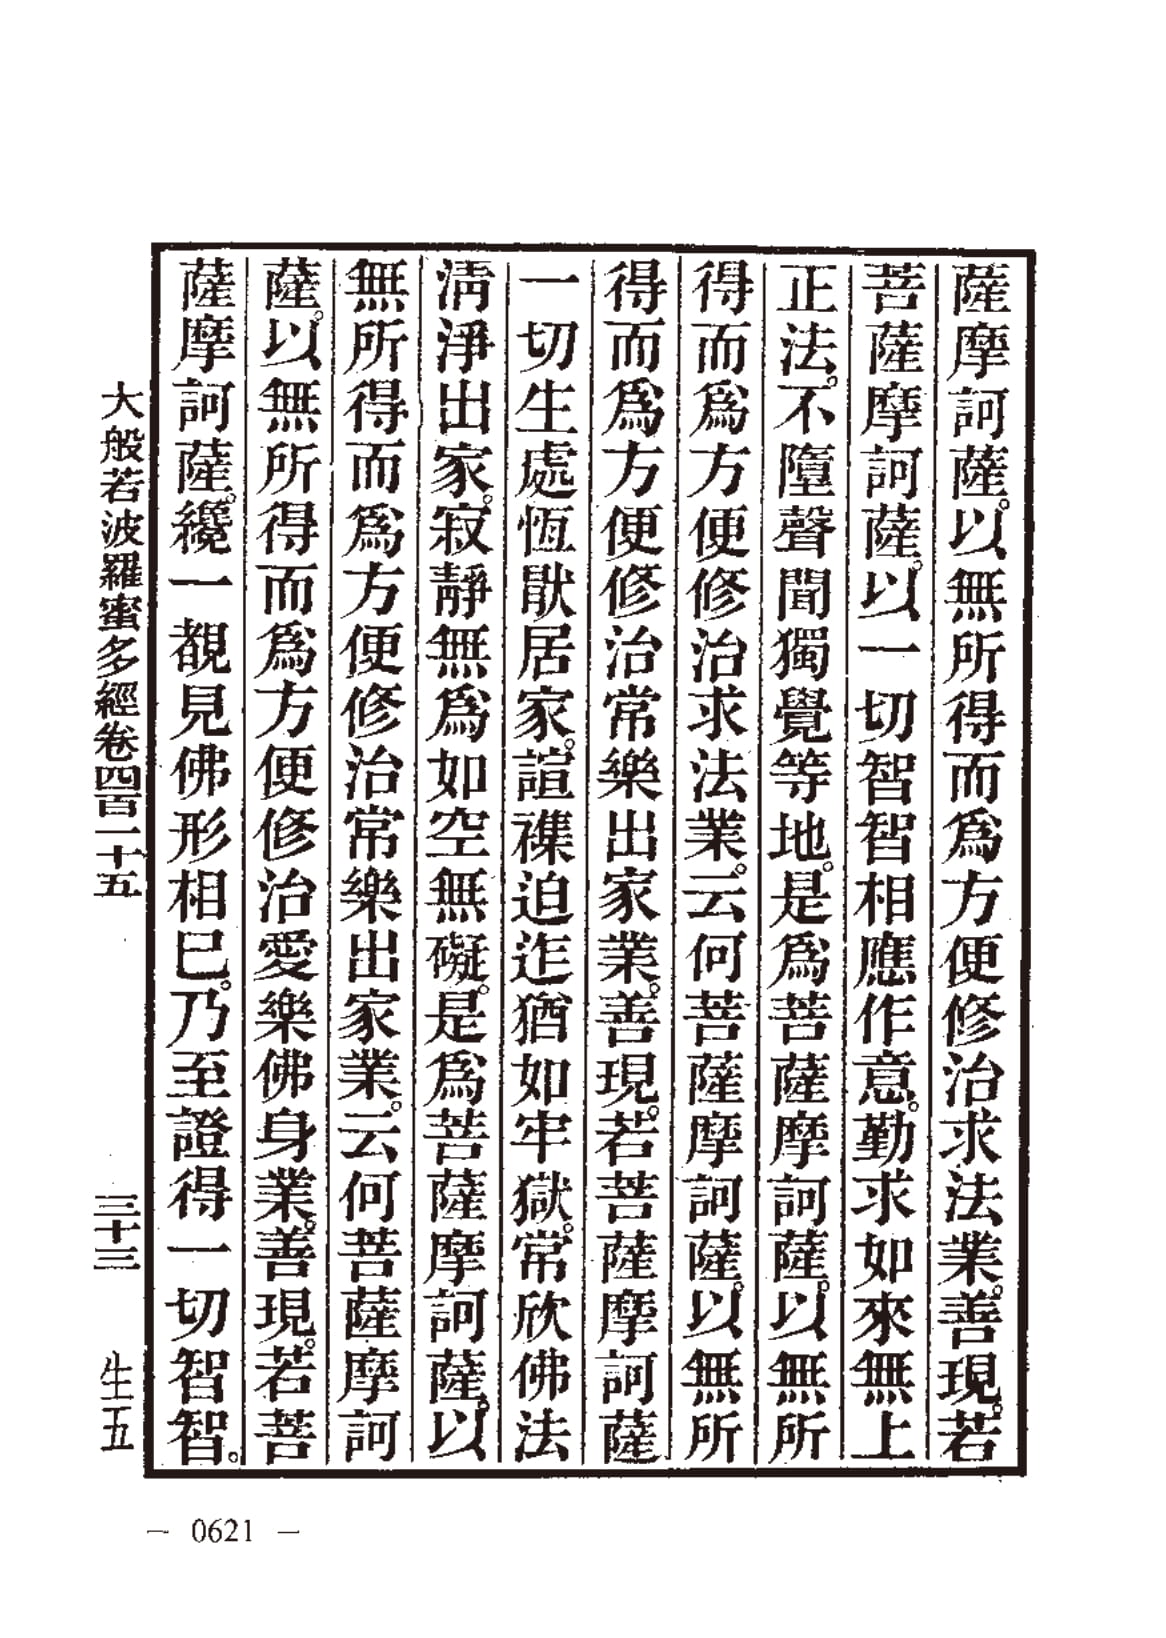 薩摩訶薩。以無所得而爲方便修治求法業。善現。若
菩薩摩訶薩。以一切智智相應作意。勤求如來無上
正法。不墮聲聞獨覺等地。是爲菩薩摩訶薩。以無所
得而爲方便修治求法業。云何菩薩摩訶薩。以無所
得而爲方便修治常樂出家業。善現。若菩薩摩訶薩
一切生處恆猒居家。諠襍迫迮猶如牢獄。常欣佛法
淸淨出家。寂靜無爲如空無礙。是爲菩薩摩訶薩。以
無所得而爲方便修治常樂出家業。云何菩薩摩訶
薩。以無所得而爲方便修治愛樂佛身業。善現。若菩
薩摩訶薩。纔一覩見佛形相已。乃至證得一切智智。
大般若波羅蜜多經卷四百一十五 三十三 生五
— 0621 —